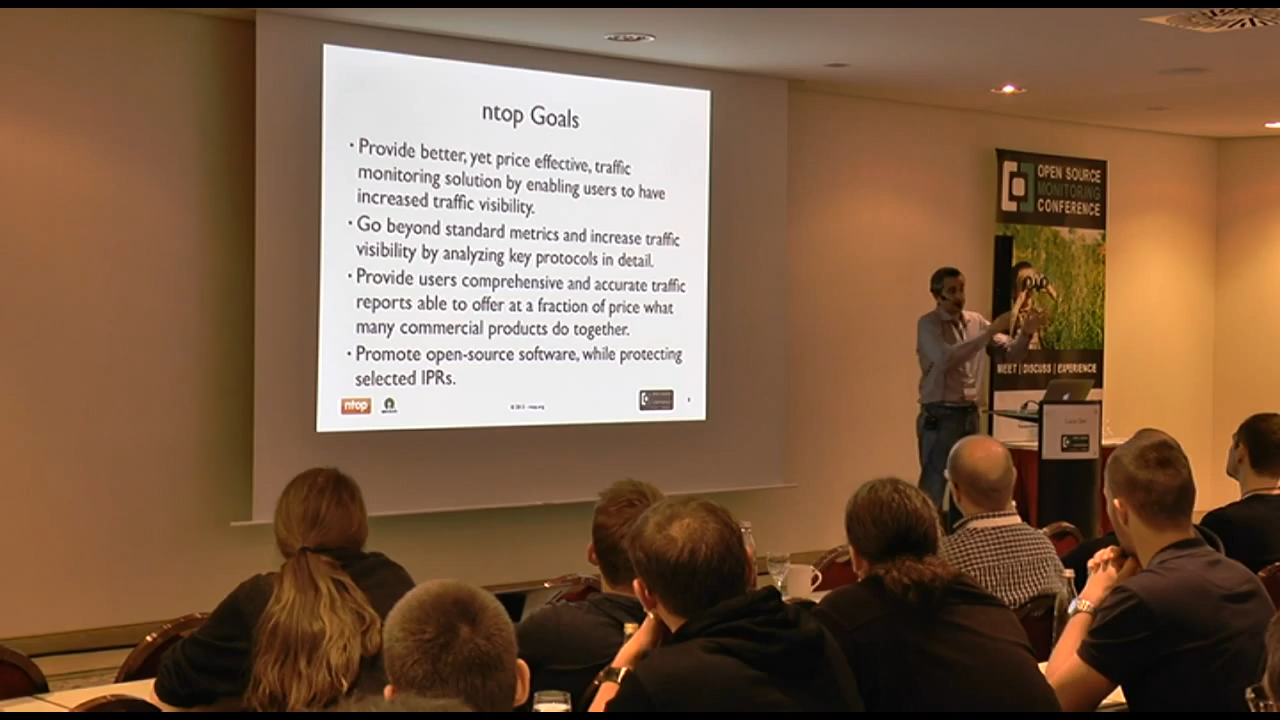 ntop Goals
· Provide better, yet price effective, traffic
monitoring solution by enabling users to have
increased traffic visibility.
· Go beyond standard metrics and increase traffic
visibility by analyzing key protocols in detail.
· Provide users comprehensive and accurate traffic
reports able to offer at a fraction of price what
many commercial products do together.
· Promote open-source software, while protecting
selected IPRs.
ntop
OPEN SOURCE
MONITORING
CONFERENCE
MEET | DISCUSS | EXPERIENCE